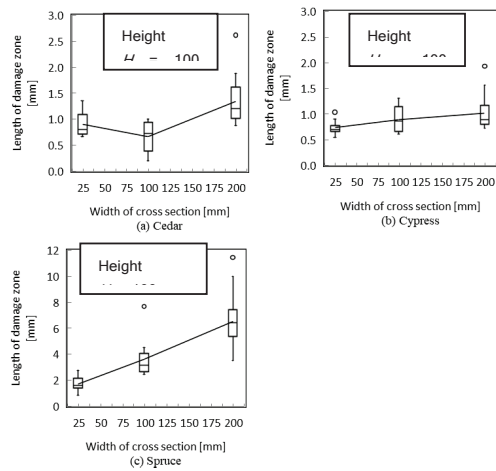 3.0
2.5
2.0
1.5
1.0
0.5
0.0
Length of damage zone
[mm]
Height
25 50 75 100 125 150 175 200
Width of cross section [mm]
(a) Cedar
3.0
2.5
2.0
1.5
1.0
0.5
0.0
Length of damage zone
[mm]
Height
25 50 75 100 125 150 175 200
Width of cross section [mm]
(b) Cypress
12
10
8
6
4
2
0
Length of damage zone
[mm]
Height
25 50 75 100 125 150 175 200
Width of cross section [mm]
(c) Spruce